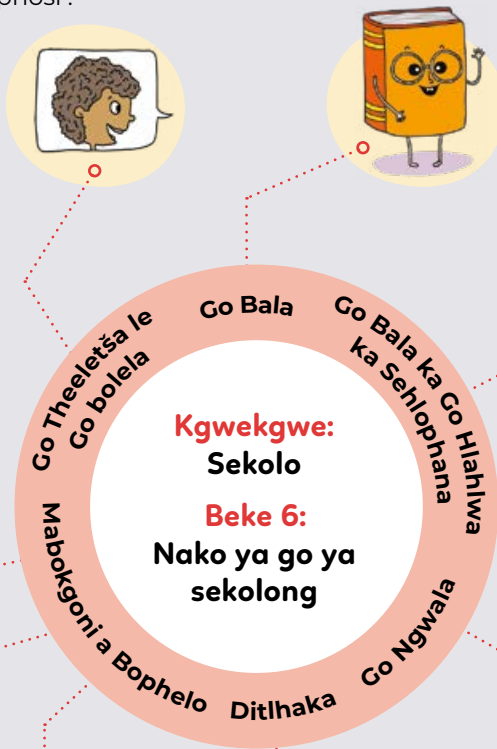 Go Theeletša le
Go bolela
Go Bala
Go Bala ka Go Hlahlwa
ka Sehlophana
Kgwekgwe:
Sekolo
Beke 6:
Nako ya go ya
sekolong
Mabokgoni a Bophelo
Ditlhaka
Go Ngwala